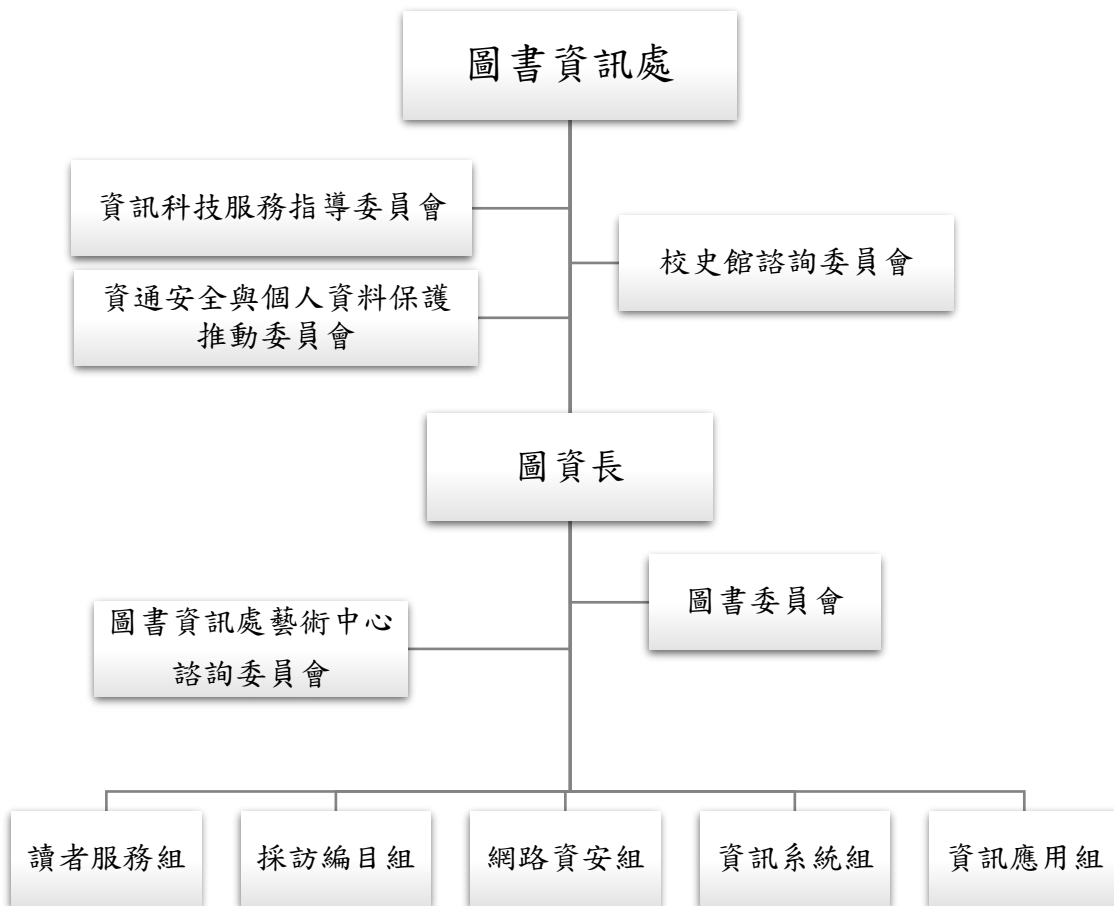 圖書資訊處
資訊科技服務指導委員會
校史館諮詢委員會
資通安全與個人資料保護
推動委員會
圖資長
圖書委員會
圖書資訊處藝術中心
諮詢委員會
讀者服務組
採訪編目組
網路資安組
資訊系統組
資訊應用組